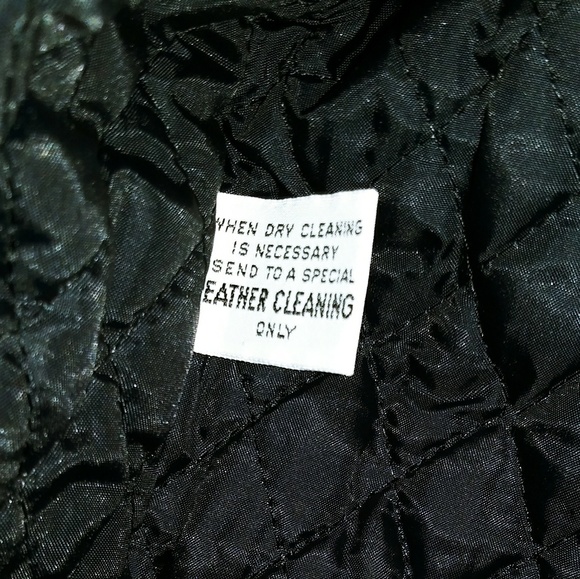 WHEN DRY CLEANING
IS NECESSARY
SEND TO A SPECIAL
EATHER CLEANING
ONLY